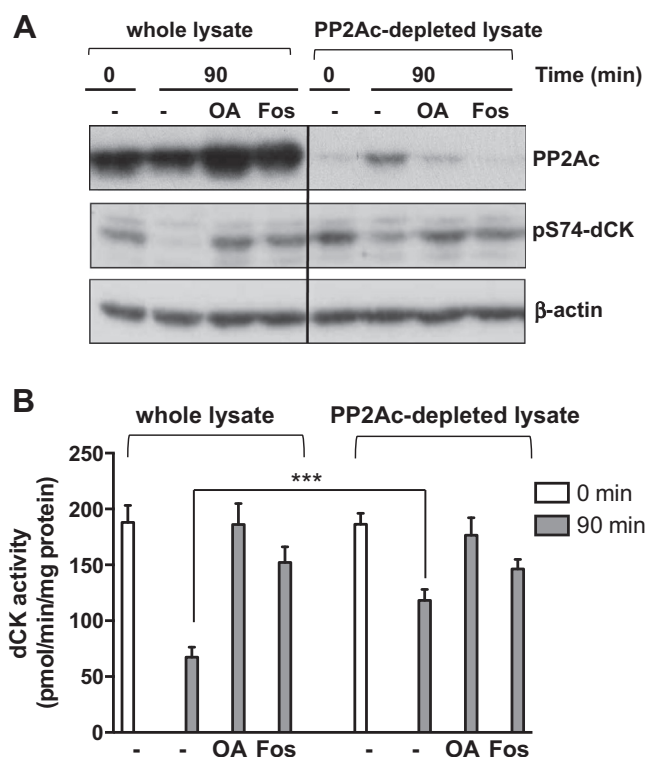 A
whole lysate PP2Ac-depleted lysate
0 90 0 90 Time (min)
- - OA Fos - - OA Fos
PP2Ac
pS74-dCK
β-actin
B
whole lysate PP2Ac-depleted lysate
250
200
150
100
50
0
dCK activity
(pmol/min/mg protein)
***
0 min
90 min
- - OA Fos - - OA Fos